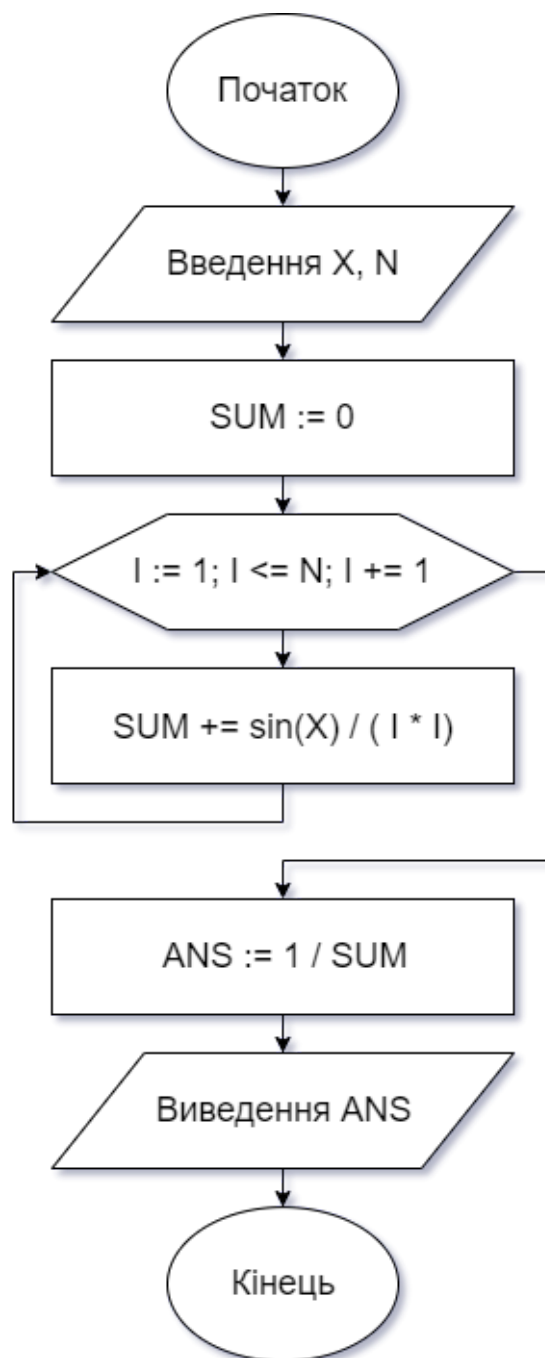 Початок
Введення X, N
SUM := 0
I := 1; I <= N; I += 1
SUM += sin(X) / ( I * I)
ANS := 1 / SUM
Виведення ANS
Кінець